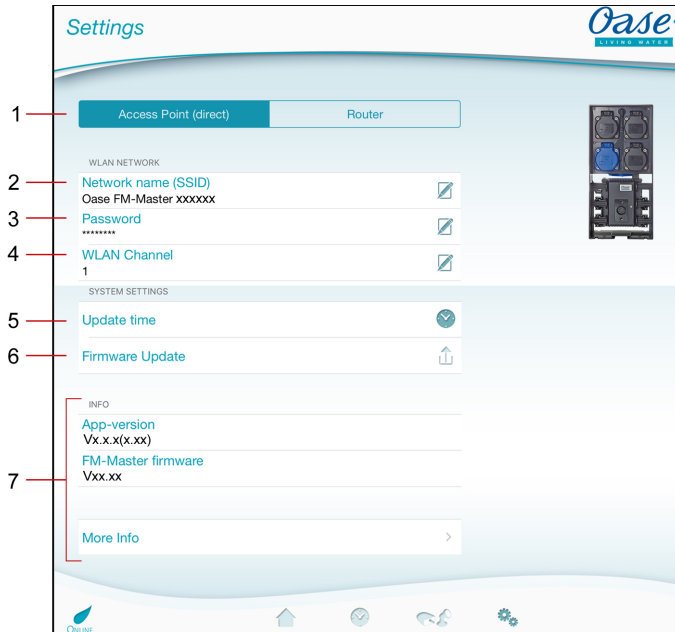 Settings
Oase
LIVING WATER
1
Access Point (direct)
Router
WLAN NETWORK
2
Network name (SSID)
Oase FM-Master xxxxxx
3
Password
********
4
WLAN Channel
1
SYSTEM SETTINGS
5
Update time
6
Firmware Update
INFO
App-version
Vx.x.x(x.xx)
FM-Master firmware
Vxx.xx
7
More Info
ONLINE